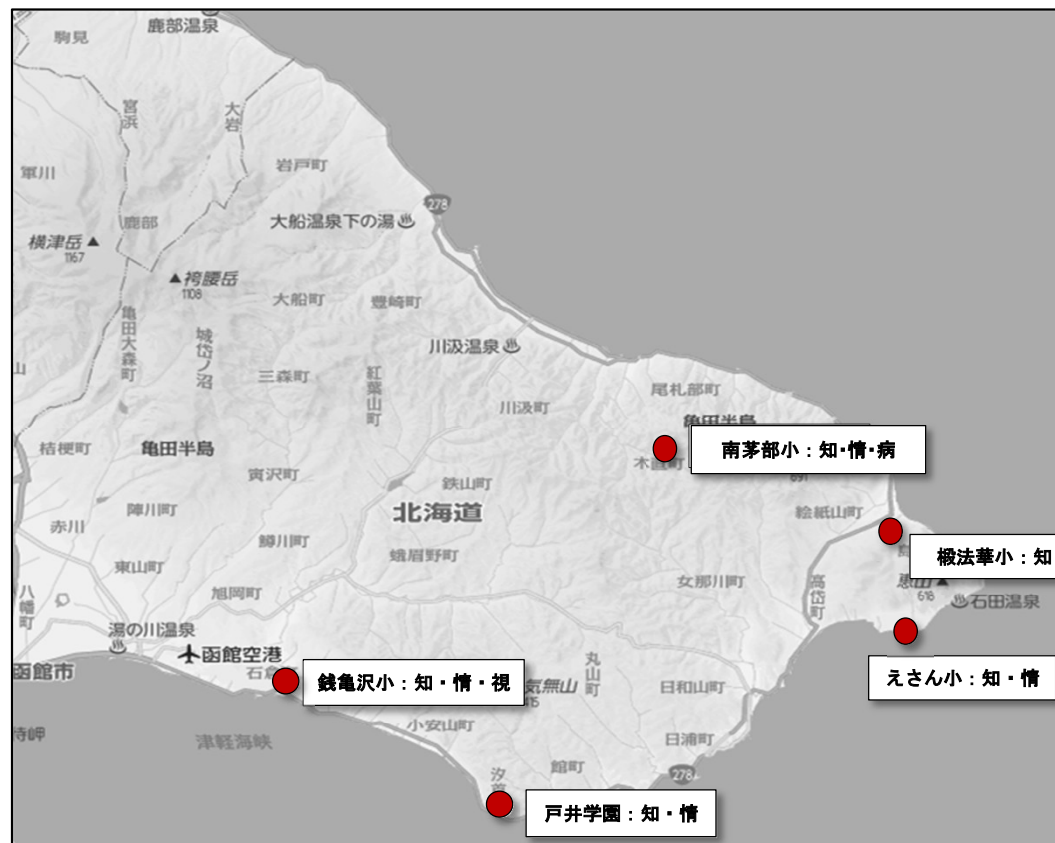 鹿部温泉
駒見
宮浜
大岩
軍川
岩戸町
278
鹿部
大船温泉下の湯
横津岳
1167
袴腰岳
1108
大船町
豊崎町
亀田大森町
城岱ノ沼
川汲温泉
山
三森町
紅葉山町
尾札部町
川汲町
亀田半島
桔梗町
亀田半島
南茅部小：知・情・病
木直町
691
寅沢町
鉄山町
陣川町
北海道
絵紙山町
赤川
鱒川町
蛾眉野町
椴法華小：知
東山町
女那川町
恵山
618
八幡町
旭岡町
高岱町
石田温泉
湯の川温泉
函館空港
函館市
石倉
銭亀沢小：知・情・視
丸山町
えさん小：知・情
気無山
日和山町
小安山町
津軽海峡
日浦町
汐首
館町
278
戸井学園：知・情